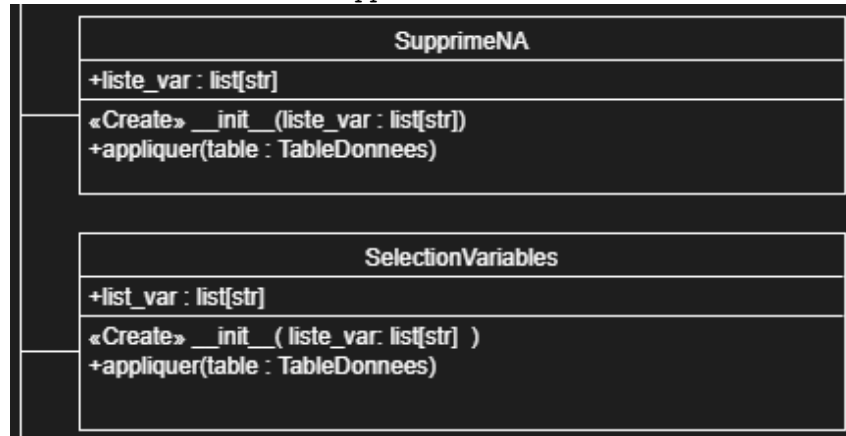 SupprimeNA
+liste_var : list[str]
«Create» __init__(liste_var : list[str])
+appliquer(table : TableDonnees)
SelectionVariables
+list_var : list[str]
«Create» __init__( liste_var: list[str]  )
+appliquer(table : TableDonnees)